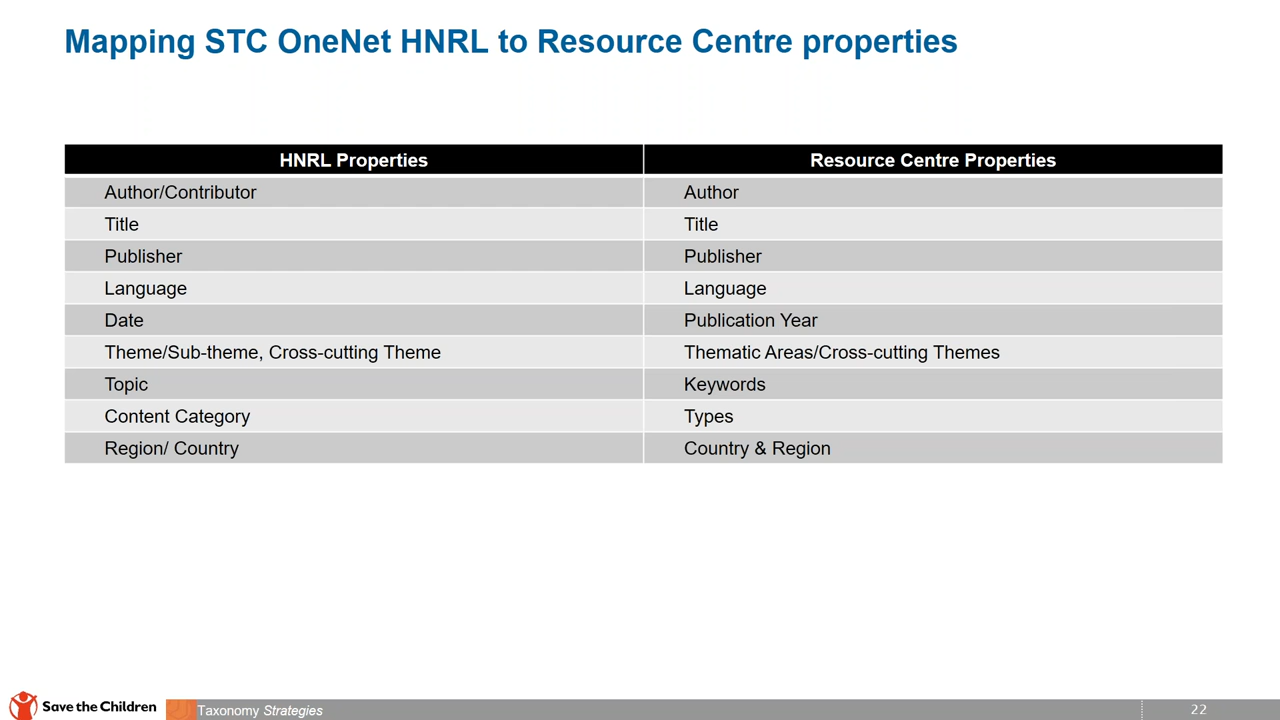 Mapping STC OneNet HNRL to Resource Centre properties
HNRL Properties Resource Centre Properties
Author/Contributor Author
Title Title
Publisher Publisher
Language Language
Date Publication Year
Theme/Sub-theme, Cross-cutting Theme Thematic Areas/Cross-cutting Themes
Topic Keywords
Content Category Types
Region/ Country Country & Region
Save the Children Taxonomy Strategies 22